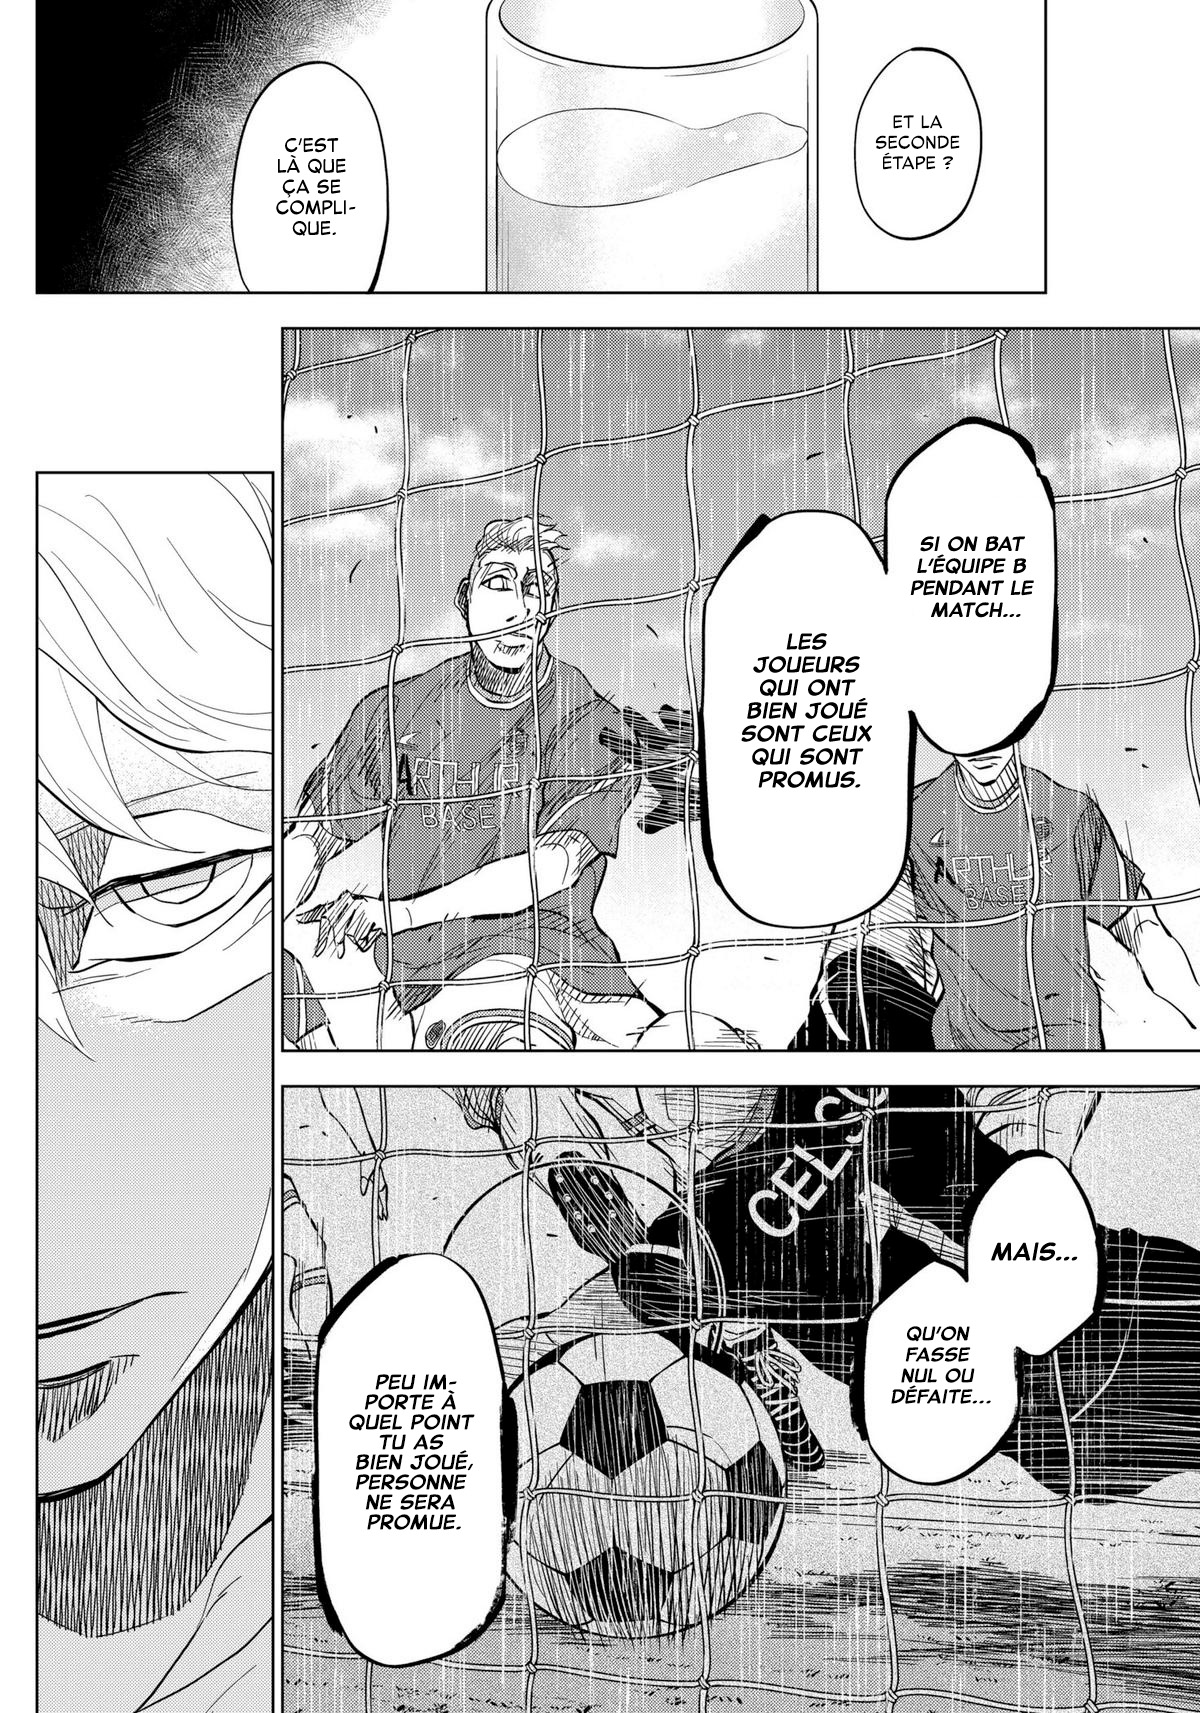 ET LA
SECONDE
ÉTAPE ?
C'EST
LÀ QUE
ÇA SE
COMPLI-
QUE.
SI ON BAT
L'ÉQUIPE B
PENDANT LE
MATCH...
LES
JOUEURS
QUI ONT
BIEN JOUÉ
SONT CEUX
QUI SONT
PROMUS.
ARTHUR
BASE
ARTHUR
BASE
MAIS...
QU'ON
FASSE
NUL OU
DÉFAITE...
PEU IM-
PORTE À
QUEL POINT
TU AS
BIEN JOUÉ,
PERSONNE
NE SERA
PROMUE.